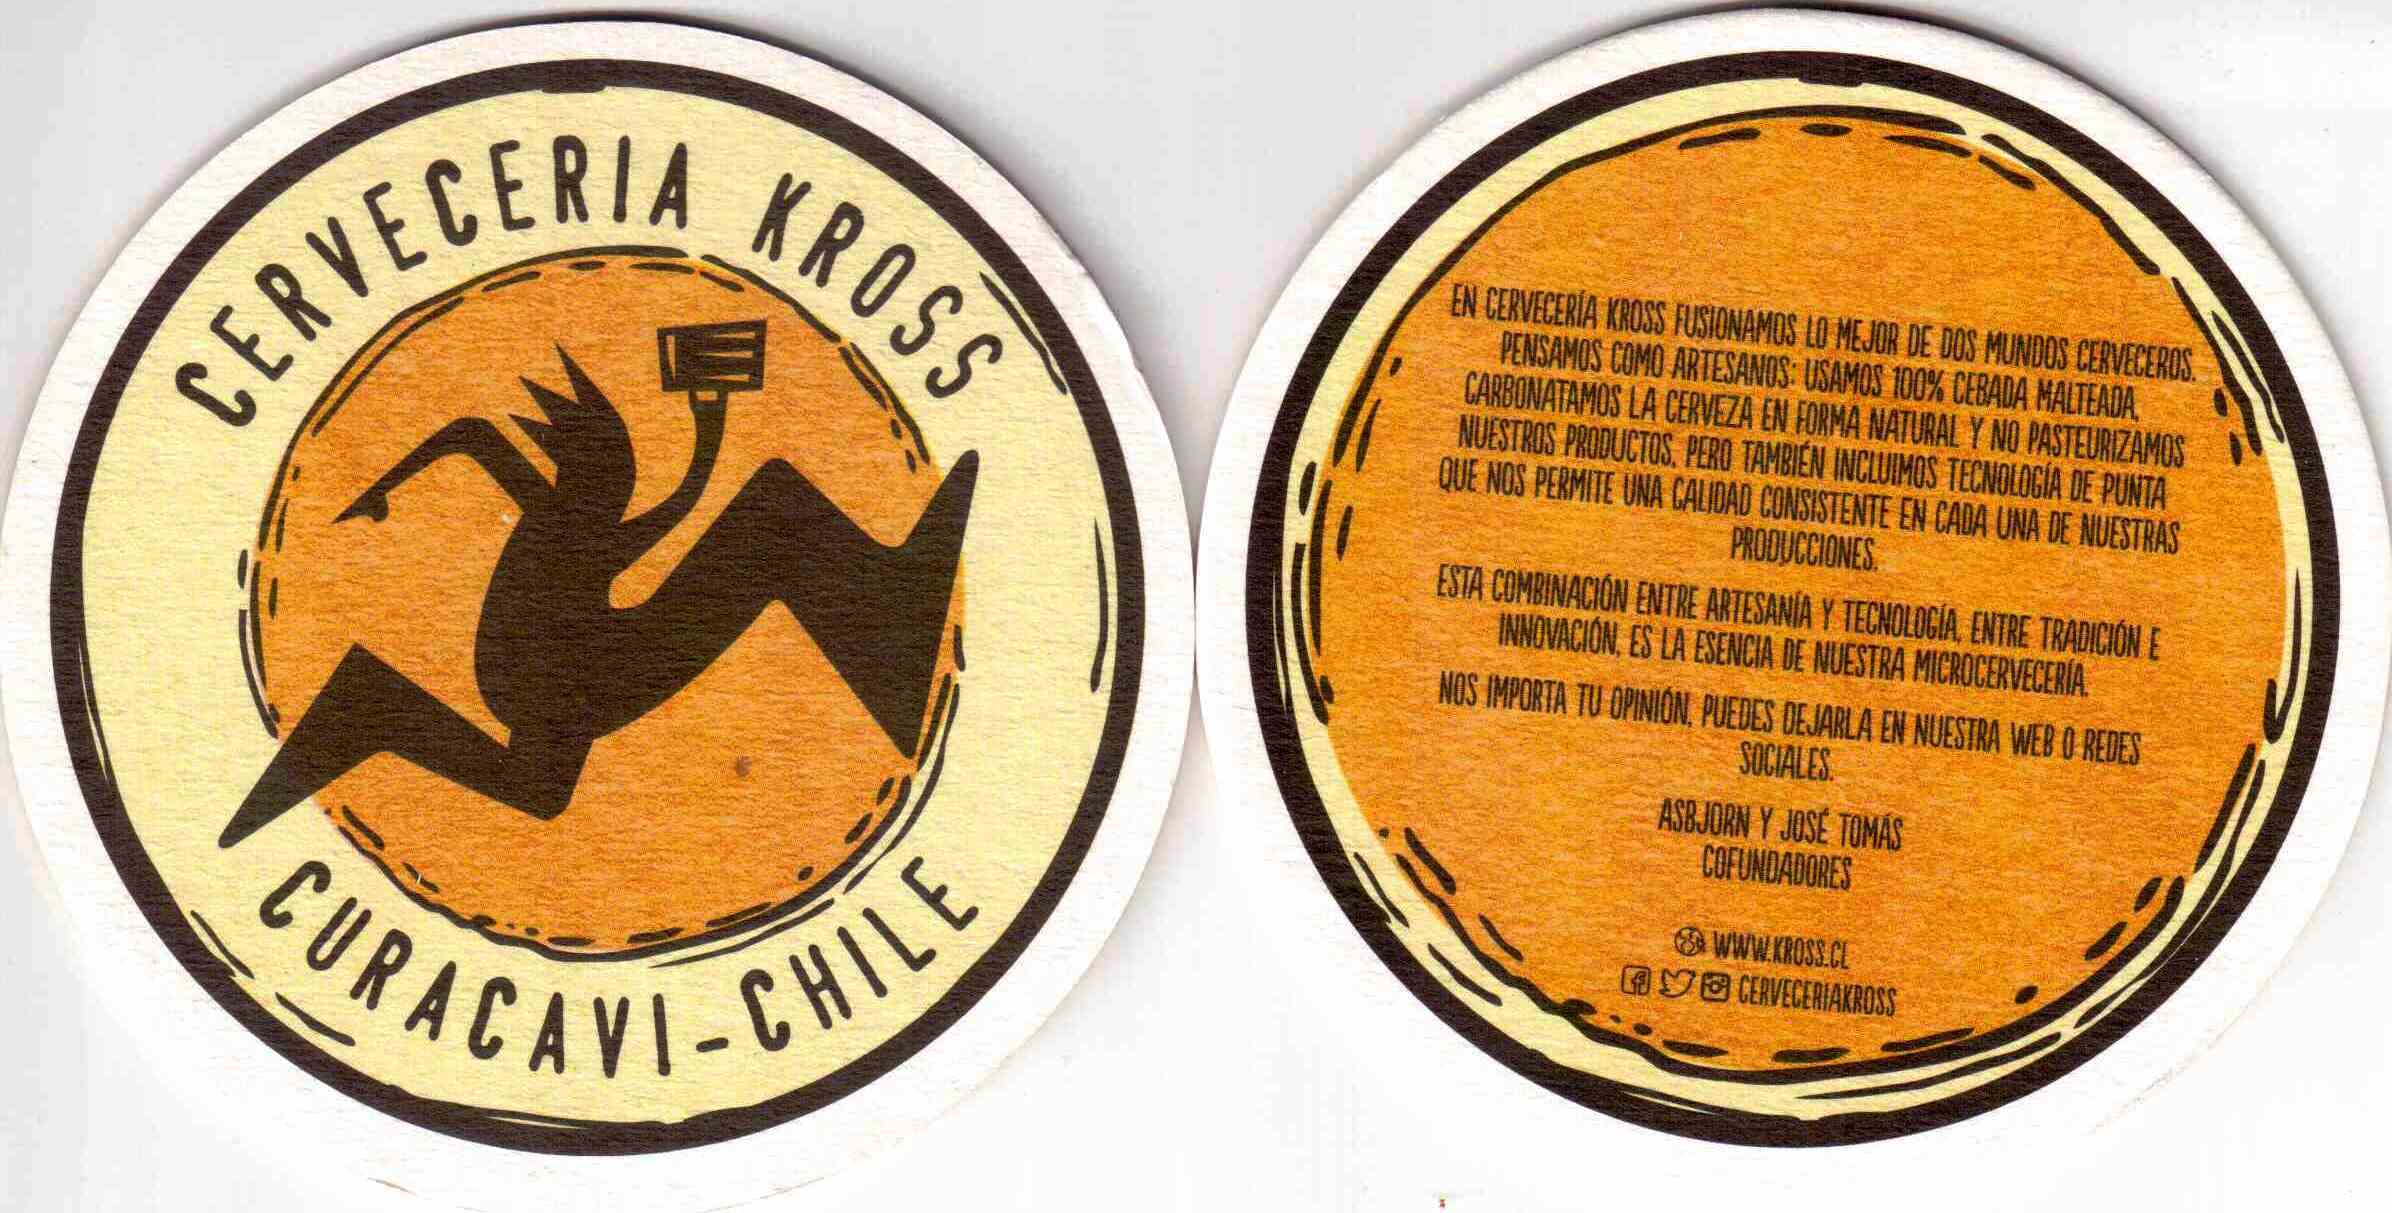 CERVECERIA KROSS
CURACAVI-CHILE
EN CERVECERÍA KROSS FUSIONAMOS LO MEJOR DE DOS MUNDOS CERVECEROS.
PENSAMOS COMO ARTESANOS: USAMOS 100% CEBADA MALTEADA,
CARBONATAMOS LA CERVEZA EN FORMA NATURAL Y NO PASTEURIZAMOS
NUESTROS PRODUCTOS. PERO TAMBIÉN INCLUIMOS TECNOLOGÍA DE PUNTA
QUE NOS PERMITE UNA CALIDAD CONSISTENTE EN CADA UNA DE NUESTRAS
PRODUCCIONES.
ESTA COMBINACIÓN ENTRE ARTESANÍA Y TECNOLOGÍA, ENTRE TRADICIÓN E
INNOVACIÓN, ES LA ESENCIA DE NUESTRA MICROCERVECERÍA.
NOS IMPORTA TU OPINIÓN, PUEDES DEJARLA EN NUESTRA WEB O REDES
SOCIALES.
ASBJORN Y JOSÉ TOMÁS
COFUNDADORES
WWW.KROSS.CL
CERVECERIAKROSS